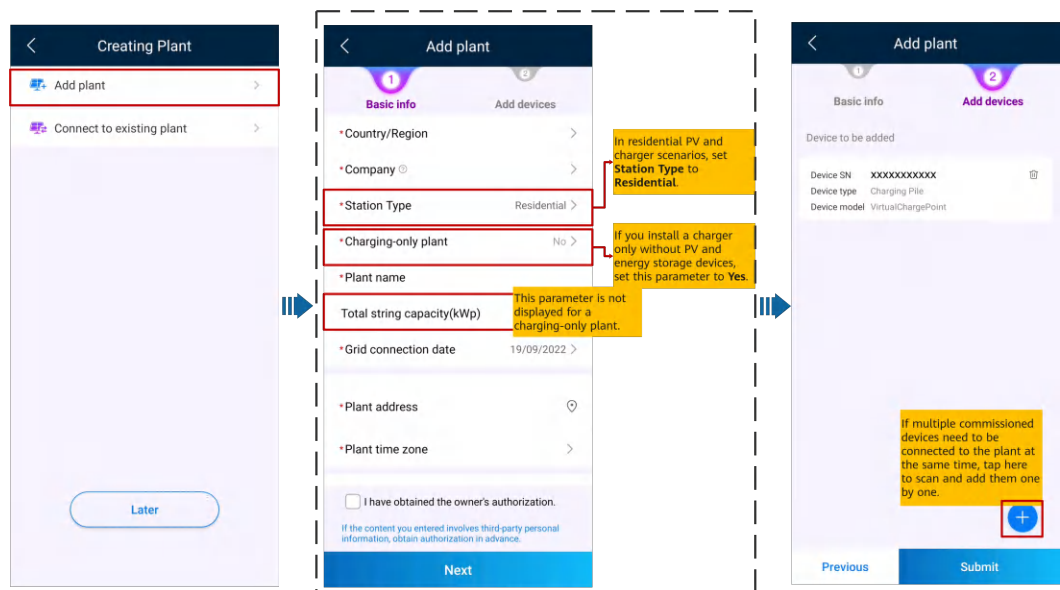 Creating Plant
Add plant
Connect to existing plant
Later
Add plant
1
2
Basic info
Add devices
*Country/Region
*Company
*Station Type
Residential
*Charging-only plant
No
*Plant name
Total string capacity(kWp)
*Grid connection date
19/09/2022
*Plant address
*Plant time zone
I have obtained the owner's authorization.
If the content you entered involves third-party personal
information, obtain authorization in advance.
Next
In residential PV and
charger scenarios, set
Station Type to
Residential.
If you install a charger
only without PV and
energy storage devices,
set this parameter to Yes.
This parameter is not
displayed for a
charging-only plant.
Add plant
1
2
Basic info
Add devices
Device to be added
Device SN XXXXXXXXXXX
Device type Charging Pile
Device model VirtualChargePoint
If multiple commissioned
devices need to be
connected to the plant at
the same time, tap here
to scan and add them one
by one.
Previous
Submit